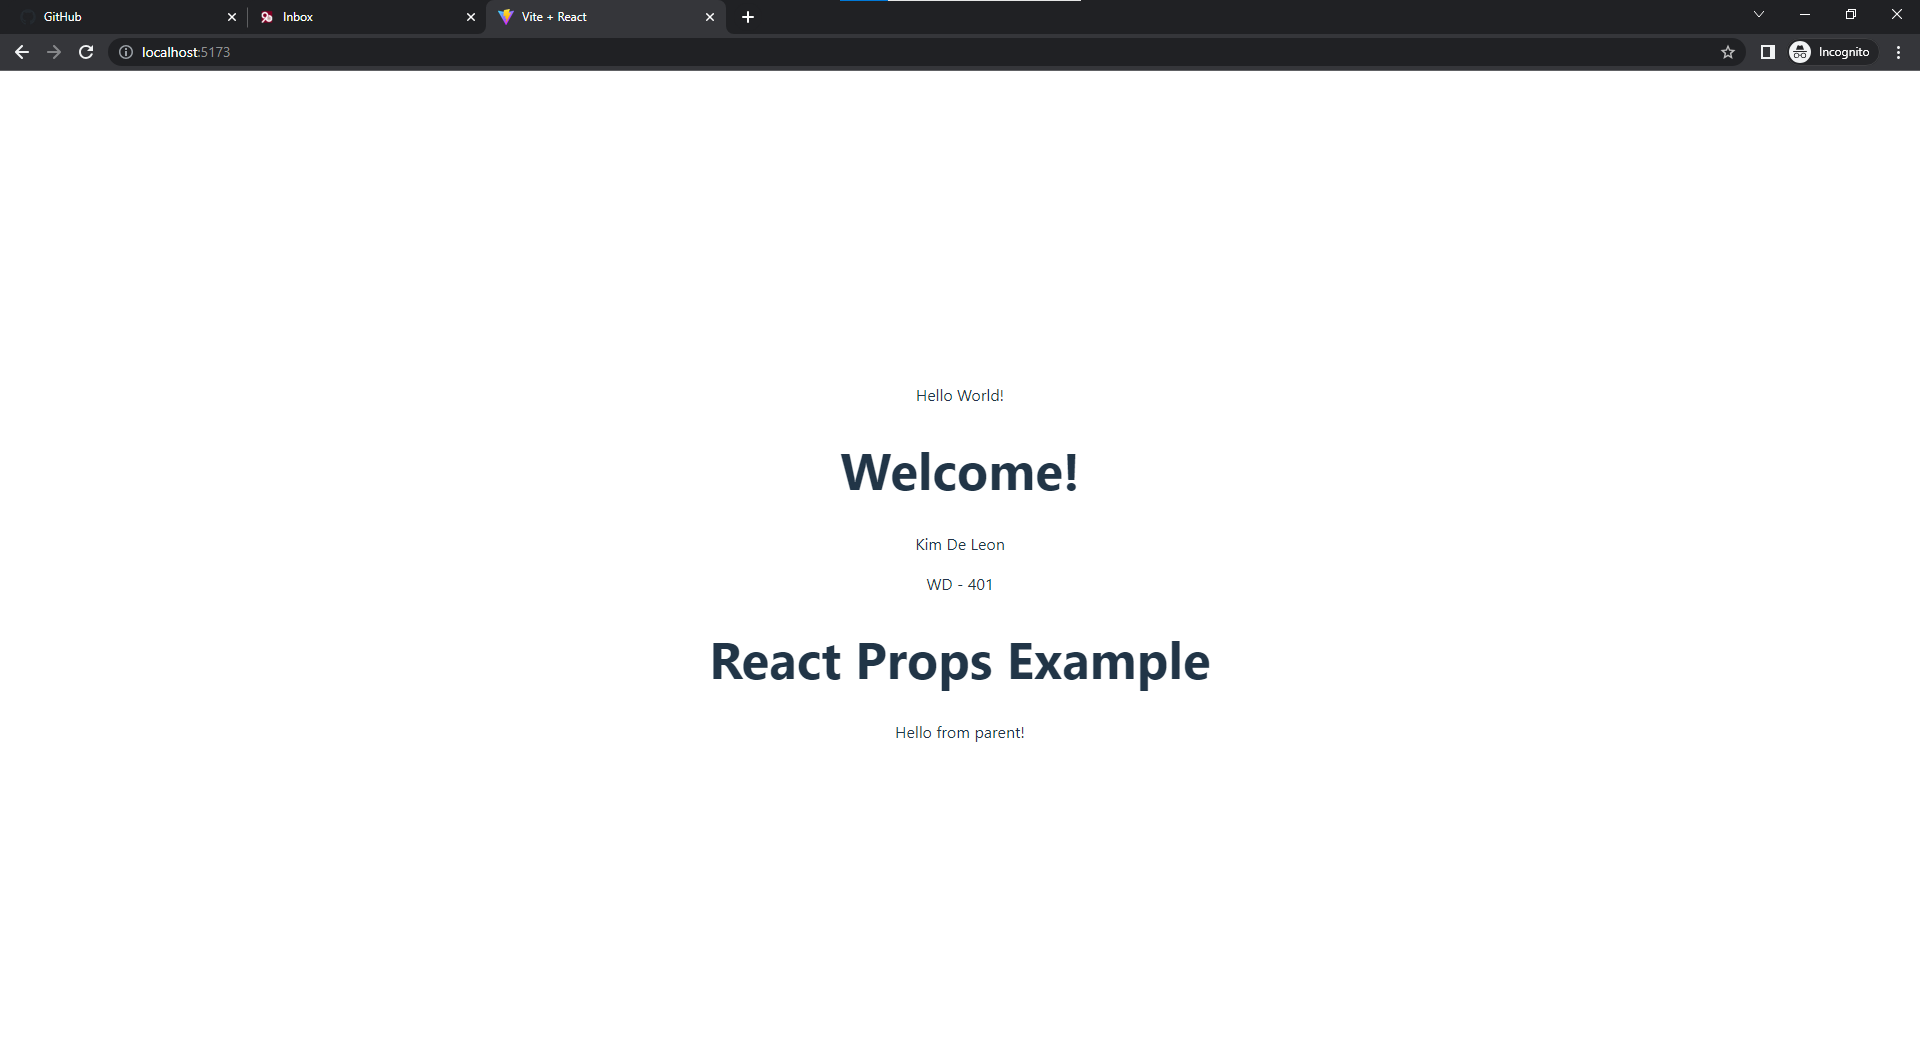 GitHub
Inbox
Vite + React
localhost:5173
Incognito
Hello World!
Welcome!
Kim De Leon
WD - 401
React Props Example
Hello from parent!